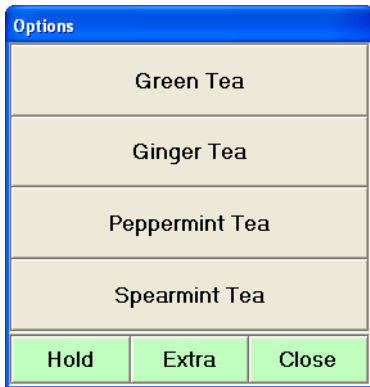 Options
Green Tea
Ginger Tea
Peppermint Tea
Spearmint Tea
Hold Extra Close